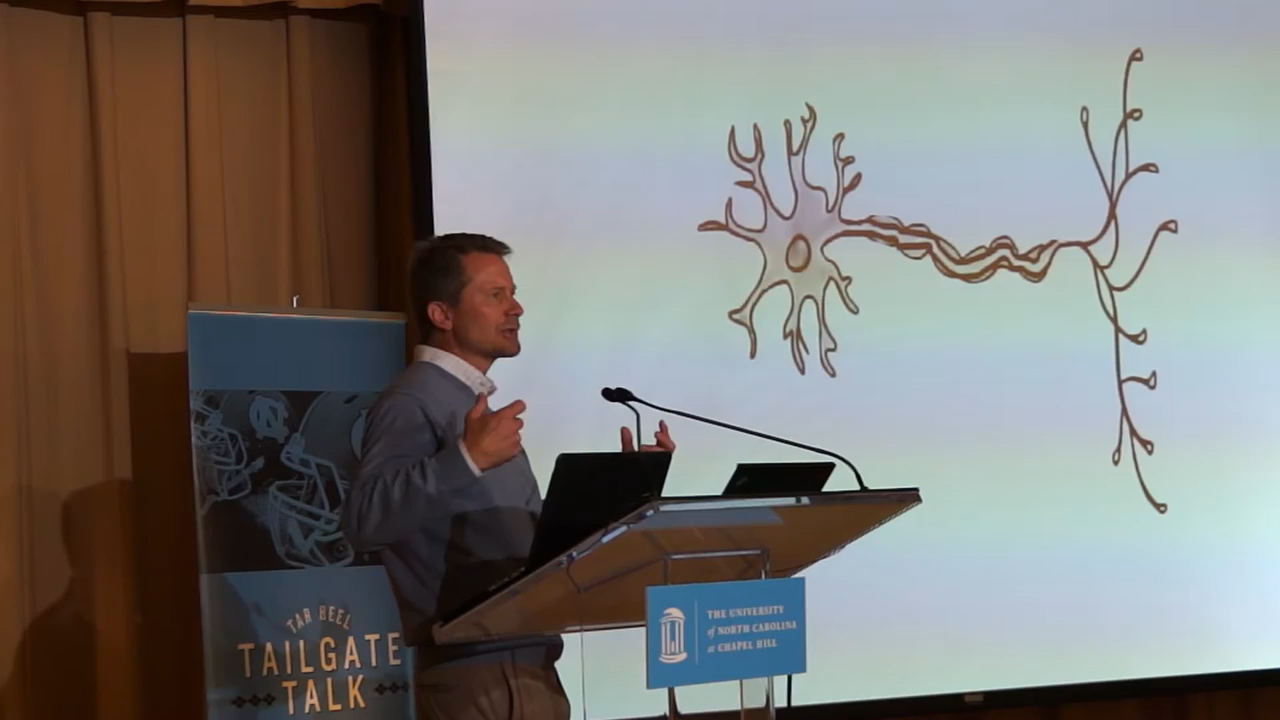 TAR HEEL
TAILGATE
TALK
THE UNIVERSITY
of NORTH CAROLINA
at CHAPEL HILL